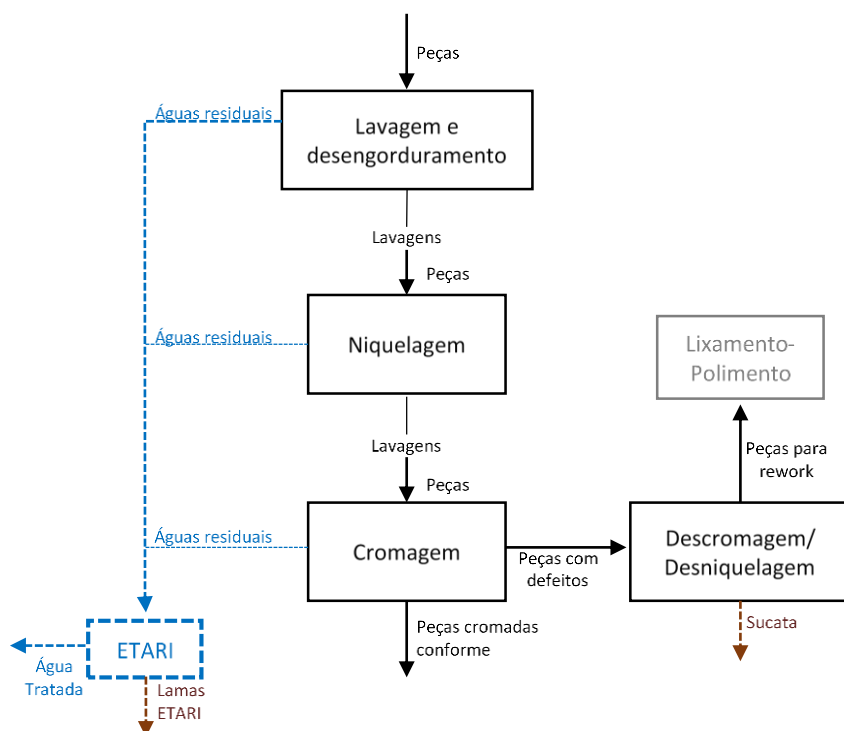 Peças
Águas residuais
Lavagem e
desengorduramento
Lavagens
Peças
Águas residuais
Niquelagem
Lixamento-
Polimento
Lavagens
Peças
Peças para
rework
Águas residuais
Cromagem
Peças com
defeitos
Descromagem/
Desniquelagem
Peças cromadas
conforme
Sucata
ETARI
Água
Tratada
Lamas
ETARI